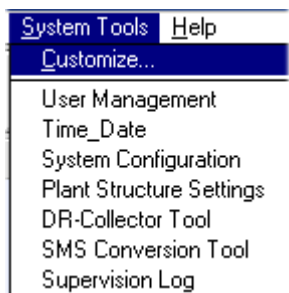 System Tools Help
Customize...
User Management
Time_Date
System Configuration
Plant Structure Settings
DR-Collector Tool
SMS Conversion Tool
Supervision Log